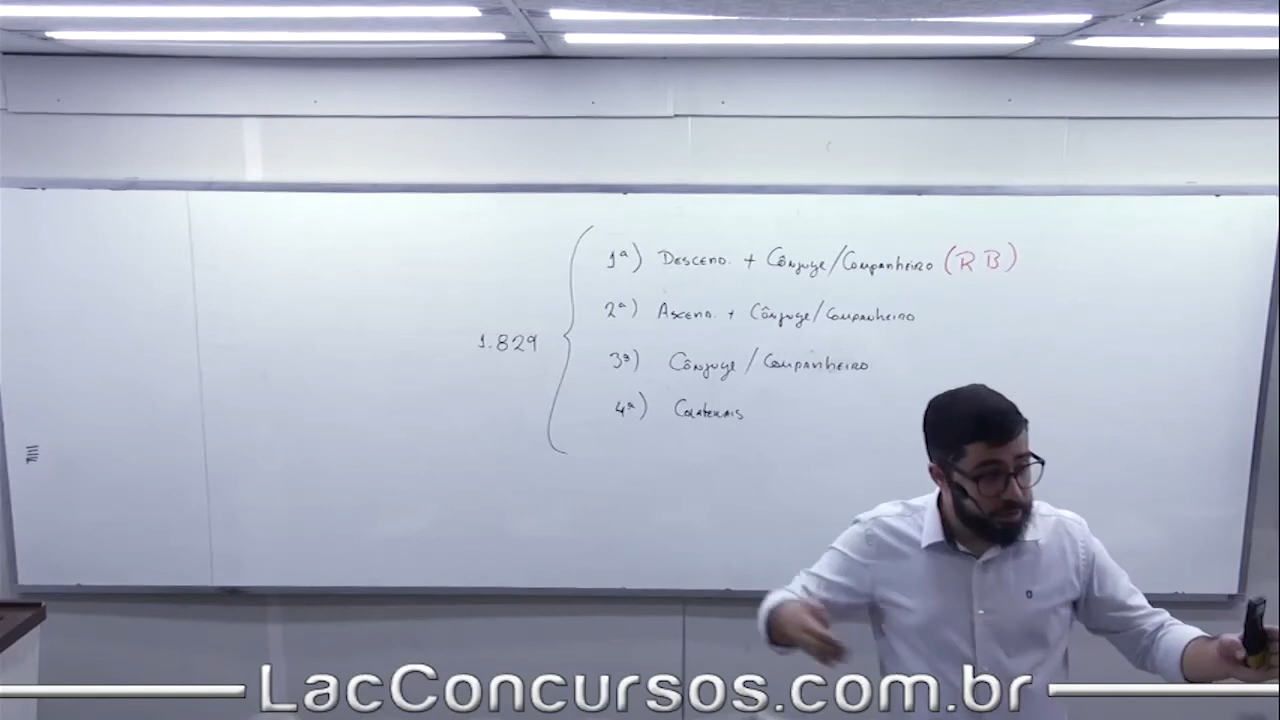 1ª) Descend. + Cônjuge/Companheiro (RB)
2ª) Ascend. + Cônjuge/Companheiro
1.829
3ª) Cônjuge / Companheiro
4ª) Colaterais
LacConcursos.com.br